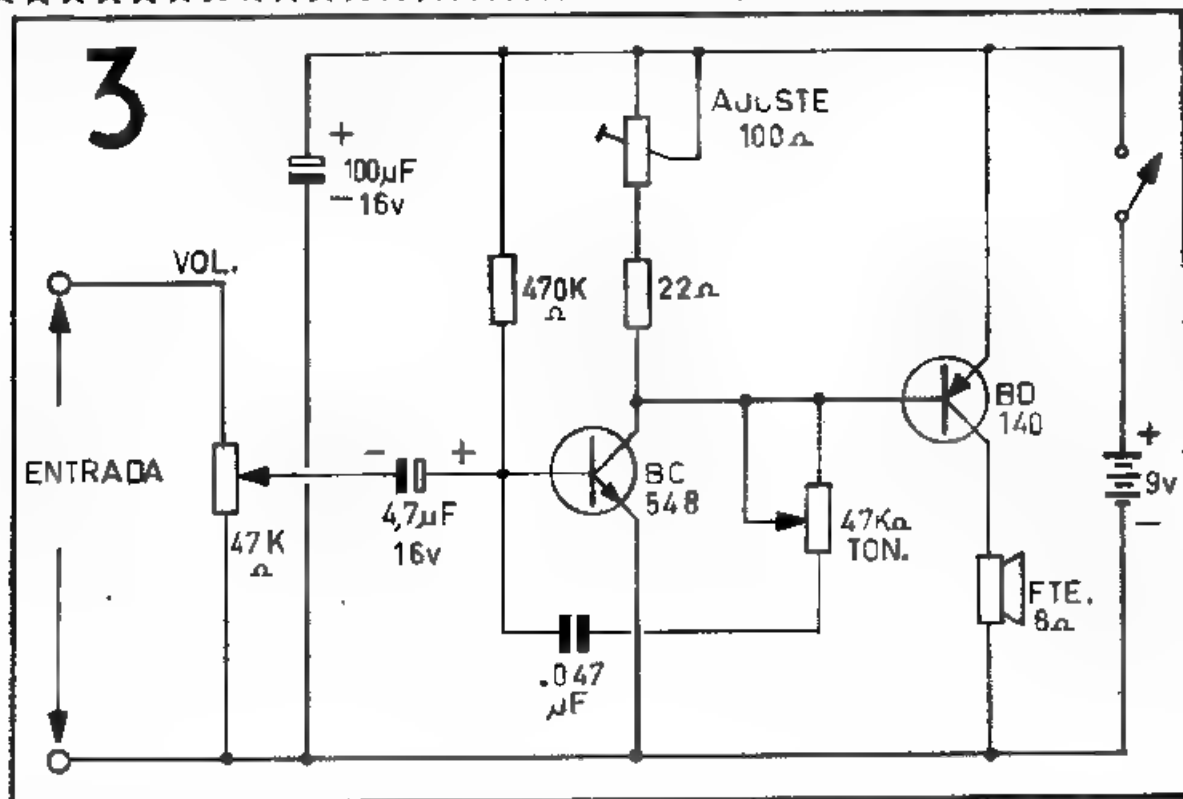 3
+
100µF
- 16v
AJUSTE
100Ω
VOL.
470K
Ω
22Ω
ENTRADA
47K
Ω
-
+
4,7µF
16v
BC
548
47KΩ
TON.
BD
140
+
9v
-
FTE.
8Ω
.047
µF